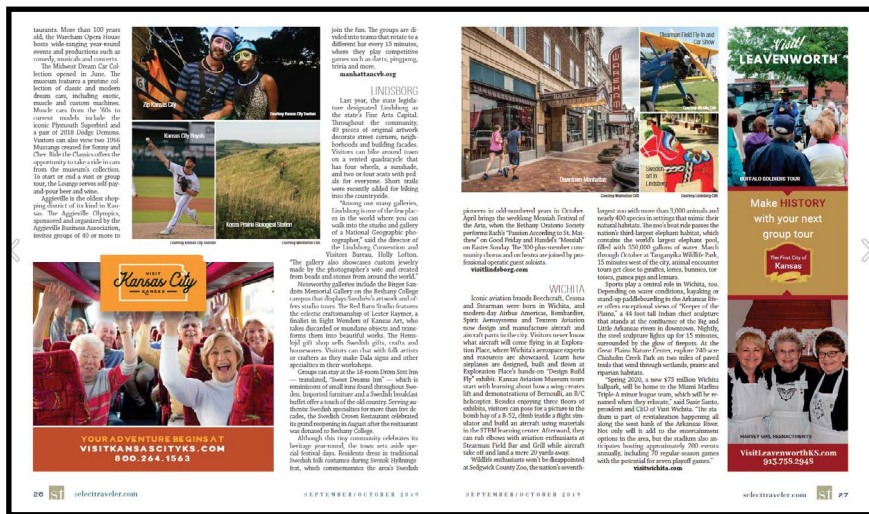 taurants. More than 100 years
old, the Wareham Opera House
hosts wide-ranging year-round
events and productions such as
comedy, musicals and concerts.
The Midwest Dream Car Col-
lection opened in June. The
museum features a pristine col-
lection of classic and modern
dream cars, including exotic,
muscle and custom machines.
Muscle cars from the '60s to
current models include the
iconic Plymouth Superbird and
a pair of 2018 Dodge Demons.
Visitors can also view two 1966
Mustangs created for Sonny and
Cher. Ride the Classics offers the
opportunity to take a ride in cars
from the museum's collection.
To start or end a visit or group
tour, the Lounge serves self-pay-
and-pour beer and wine.
Aggieville is the oldest shop-
ping district of its kind in Kan-
sas. The Aggieville Olympics,
sponsored and organized by the
Aggieville Business Association,
invites groups of 40 or more to
Zip Kansas City
Courtesy Kansas City Tourism
Kansas City Royals
Konza Prairie Biological Station
Courtesy Kansas City Tourism
Courtesy Manhattan CVB
join the fun. The groups are di-
vided into teams that rotate to a
different bar every 15 minutes,
where they play competitive
games such as darts, pingpong,
trivia and more.
manhattancvb.org
LINDSBORG
Last year, the state legisla-
ture designated Lindsborg as
the state's Fine Arts Capital.
Throughout the community,
49 pieces of original artwork
decorate street corners, neigh-
borhoods and building facades.
Visitors can bike around town
on a rented quadracycle that
has four wheels, a sunshade,
and two or four seats with ped-
als for everyone. Short trails
were recently added for biking
into the countryside.
"Among our many galleries,
Lindsborg is one of the few plac-
es in the world where you can
walk into the studio and gallery
of a National Geographic pho-
tographer," said the director of
the Lindsborg Convention and
Visitors Bureau, Holly Lofton.
"The gallery also showcases custom jewelry
made by the photographer's wife and created
from beads and stones from around the world."
Noteworthy galleries include the Birger San-
dzén Memorial Gallery on the Bethany College
campus that displays Sandzén's artwork and of-
fers studio tours. The Red Barn Studio features
the eclectic craftsmanship of Lester Raymer, a
finalist in Eight Wonders of Kansas Art, who
takes discarded or mundane objects and trans-
forms them into beautiful works. The Hems-
lojd gift shop sells Swedish gifts, crafts and
homewares. Visitors can chat with folk artists
or crafters as they make Dala signs and other
specialties in their workshops.
Groups can stay at the 18-room Dröm Sött Inn
— translated, "Sweet Dreams Inn" — which is
reminiscent of small inns found throughout Swe-
den. Imported furniture and a Swedish breakfast
buffet offer a touch of the old country. Serving au-
thentic Swedish specialties for more than five de-
cades, the Swedish Crown Restaurant celebrated
its grand reopening in August after the restaurant
was donated to Bethany College.
Although this tiny community celebrates its
heritage year-round, the town sets aside spe-
cial festival days. Residents dress in traditional
Swedish folk costumes during Svensk Hyllnings-
fest, which commemorates the area's Swedish
VISIT
Kansas City
KANSAS
YOUR ADVENTURE BEGINS AT
VISITKANSASCITYKS.COM
800.264.1563
26 st selecttraveler.com
SEPTEMBER/OCTOBER 2019
WAREHAM
Downtown Manhattan
Courtesy Manhattan CVB
Stearman Field Fly-In and
Car Show
Courtesy Wichita CVB
Swedish
art in
Lindsborg
Courtesy Lindsborg CVB
pioneers in odd-numbered years in October.
April brings the weeklong Messiah Festival of
the Arts, when the Bethany Oratorio Society
performs Bach's "Passion According to St. Mat-
thew" on Good Friday and Handel's "Messiah"
on Easter Sunday. The 300-plus-member com-
munity chorus and orchestra are joined by pro-
fessional operatic guest soloists.
visitlindsborg.com
WICHITA
Iconic aviation brands Beechcraft, Cessna
and Stearman were born in Wichita, and
modern-day Airbus Americas, Bombardier,
Spirit Aerosystems and Textron Aviation
now design and manufacture aircraft and
aircraft parts in the city. Visitors never know
what aircraft will come flying in at Explora-
tion Place, where Wichita's aerospace experts
and resources are showcased. Learn how
airplanes are designed, built and flown at
Exploration Place's hands-on "Design Build
Fly" exhibit. Kansas Aviation Museum tours
start with learning about how a wing creates
lift and demonstrations of Bernoulli, an R/C
helicopter. Besides enjoying three floors of
exhibits, visitors can pose for a picture in the
bomb bay of a B-52, climb inside a flight sim-
ulator and build an aircraft using materials
in the STEM learning center. Afterward, they
can rub elbows with aviation enthusiasts at
Stearman Field Bar and Grill while aircraft
take off and land a mere 20 yards away.
Wildlife enthusiasts won't be disappointed
at Sedgwick County Zoo, the nation's seventh-
largest zoo with more than 3,000 animals and
nearly 400 species in settings that mimic their
natural habitats. The zoo's boat ride passes the
nation's third-largest elephant habitat, which
contains the world's largest elephant pool,
filled with 550,000 gallons of water. March
through October at Tanganyika Wildlife Park,
15 minutes west of the city, animal encounter
tours get close to giraffes, lemurs, bunnies, tor-
toises, guinea pigs and lemurs.
Sports play a central role in Wichita, too.
Depending on water conditions, kayaking or
stand-up paddleboarding in the Arkansas Riv-
er offers exceptional views of "Keeper of the
Plains," a 44 foot tall Indian chief sculpture
that stands at the confluence of the Big and
Little Arkansas rivers in downtown. Nightly,
the steel sculpture lights up for 15 minutes,
surrounded by the glow of firepots. At the
Great Plains Nature Center, explore 240-acre
Chisholm Creek Park on two miles of paved
trails that wend through wetlands, prairie and
riparian habitats.
"Spring 2020, a new $75 million Wichita
ballpark, will be home to the Miami Marlins
Triple-A minor league team, which will be re-
named when they relocate," said Susie Santo,
president and CEO of Visit Wichita. "The sta-
dium is part of revitalization happening all
along the west bank of the Arkansas River.
Not only will it add to the entertainment
options in the area, but the stadium also an-
ticipates hosting approximately 200 events
annually, including 70 regular-season games
with the potential for seven playoff games."
visitwichita.com
Visit
LEAVENWORTH
BUFFALO SOLDIERS TOUR
Make HISTORY
with your next
group tour
The First City of
Kansas
HARVEY GIRL REENACTMENTS
VisitLeavenworthKS.com
913.758.2948
SEPTEMBER/OCTOBER 2019
selecttraveler.com st 27